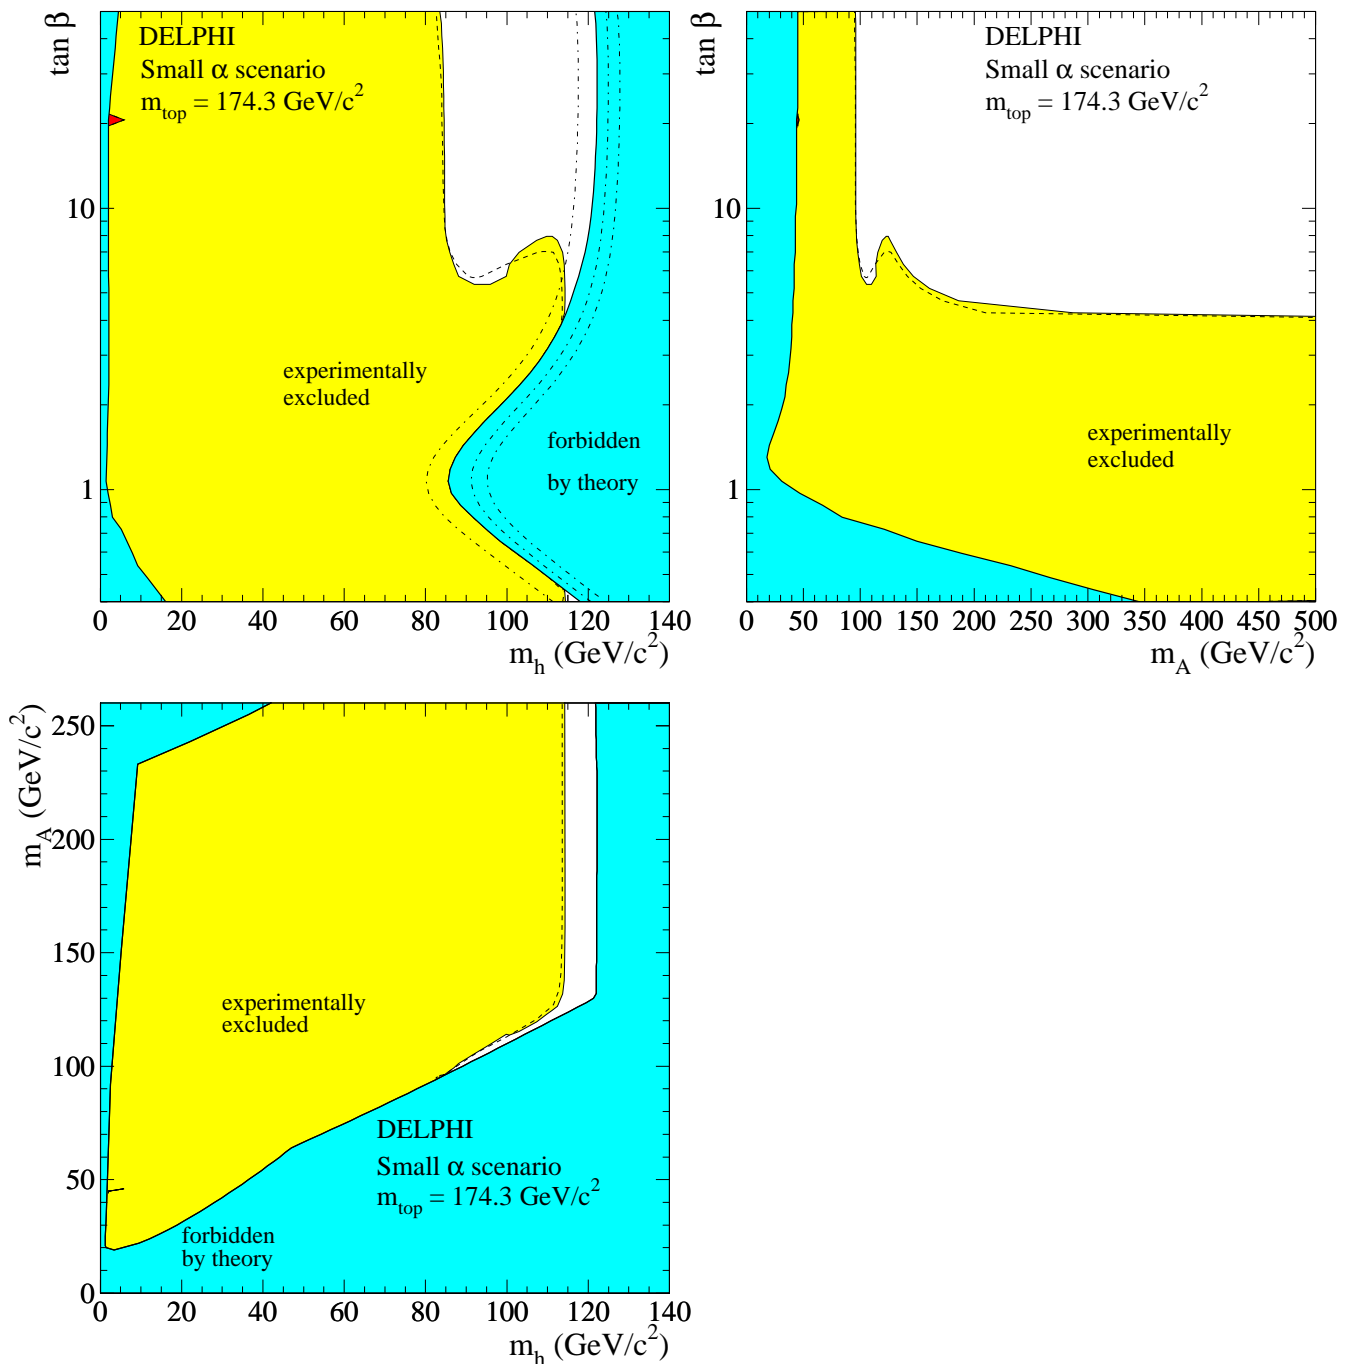 tan β
DELPHI
Small α scenario
m_top = 174.3 GeV/c²
10
1
experimentally
excluded
forbidden
by theory
0 20 40 60 80 100 120 140
m_h (GeV/c²)
tan β
DELPHI
Small α scenario
m_top = 174.3 GeV/c²
10
1
experimentally
excluded
0 50 100 150 200 250 300 350 400 450 500
m_A (GeV/c²)
m_A (GeV/c²)
250
200
150
100
50
0
experimentally
excluded
DELPHI
Small α scenario
m_top = 174.3 GeV/c²
forbidden
by theory
0 20 40 60 80 100 120 140
m_h (GeV/c²)